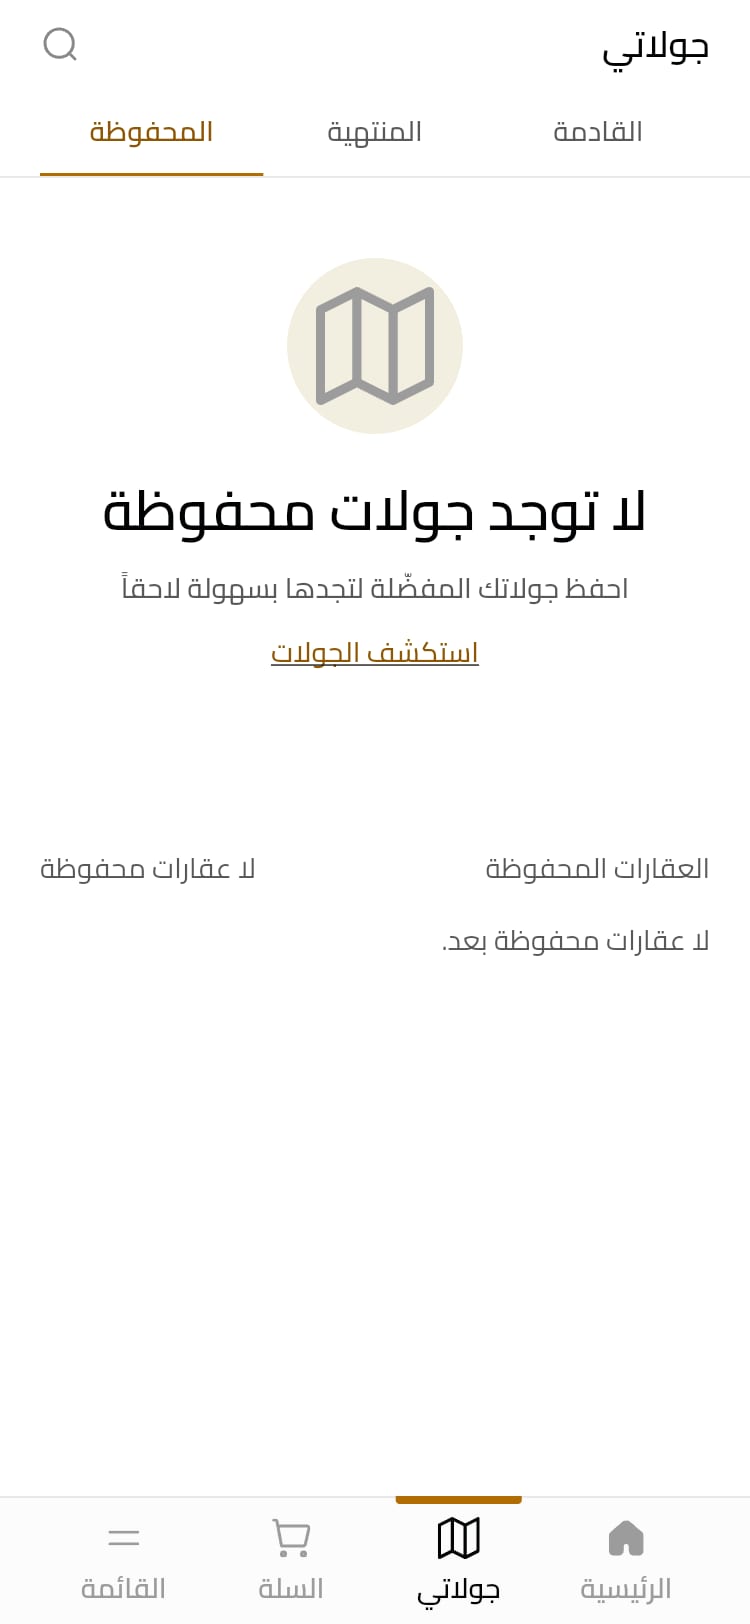 جولاتي
القادمة
المنتهية
المحفوظة
لا توجد جولات محفوظة
احفظ جولاتك المفضّلة لتجدها بسهولة لاحقاً
استكشف الجولات
العقارات المحفوظة
لا عقارات محفوظة
لا عقارات محفوظة بعد.
الرئيسية
جولاتي
السلة
القائمة